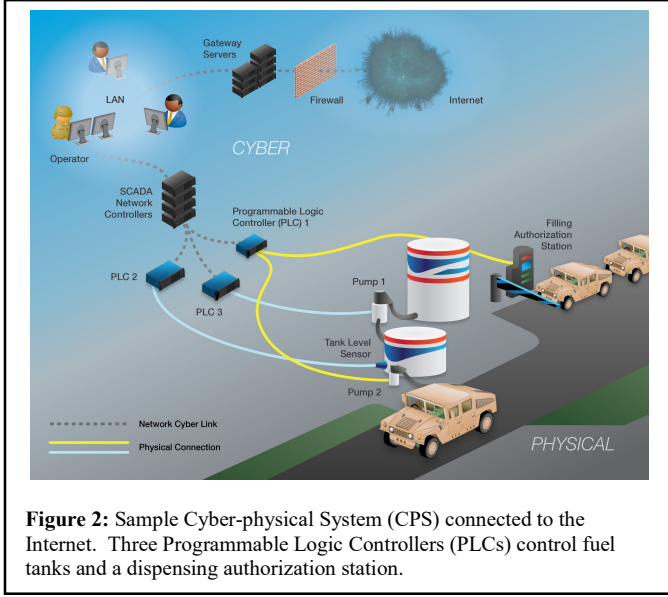 Gateway
Servers
LAN
Firewall
Internet
Operator
CYBER
SCADA
Network
Controllers
Programmable Logic
Controller (PLC) 1
Filling
Authorization
Station
PLC 2
PLC 3
Pump 1
Tank Level
Sensor
Pump 2
Network Cyber Link
Physical Connection
PHYSICAL
Figure 2: Sample Cyber-physical System (CPS) connected to the
Internet. Three Programmable Logic Controllers (PLCs) control fuel
tanks and a dispensing authorization station.